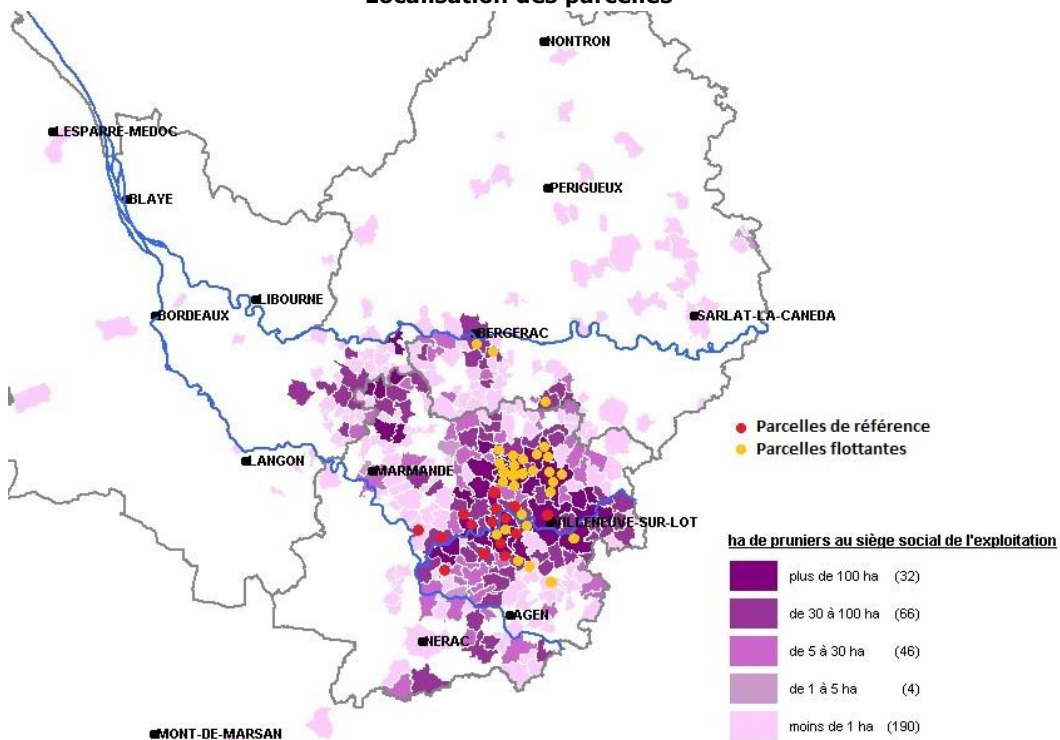 Localisation des parcelles
NONTRON
LESPARRE-MEDOC
PERIGUEUX
BLAYE
LIBOURNE
BORDEAUX
SARLAT-LA-CANEDA
BERGERAC
Parcelles de référence
Parcelles flottantes
LANGON
MARMANDE
VILLENEUVE-SUR-LOT
ha de pruniers au siège social de l'exploitation
plus de 100 ha (32)
de 30 à 100 ha (66)
AGEN
NERAC
de 5 à 30 ha (46)
de 1 à 5 ha (4)
moins de 1 ha (190)
MONT-DE-MARSAN